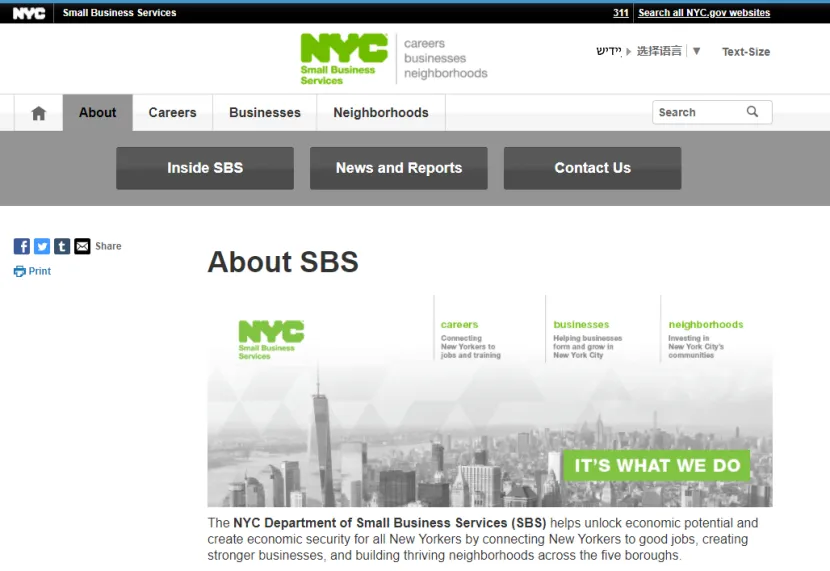 NYC Small Business Services 311 Search all NYC.gov websites
NYC
Small Business
Services
careers
businesses
neighborhoods
ייִדיש 选择语言 ▼ Text-Size
About Careers Businesses Neighborhoods Search
Inside SBS News and Reports Contact Us
Share
Print
About SBS
NYC
Small Business
Services
careers
Connecting
New Yorkers to
jobs and training
businesses
Helping businesses
form and grow in
New York City
neighborhoods
Investing in
New York City's
communities
IT'S WHAT WE DO
The NYC Department of Small Business Services (SBS) helps unlock economic potential and
create economic security for all New Yorkers by connecting New Yorkers to good jobs, creating
stronger businesses, and building thriving neighborhoods across the five boroughs.